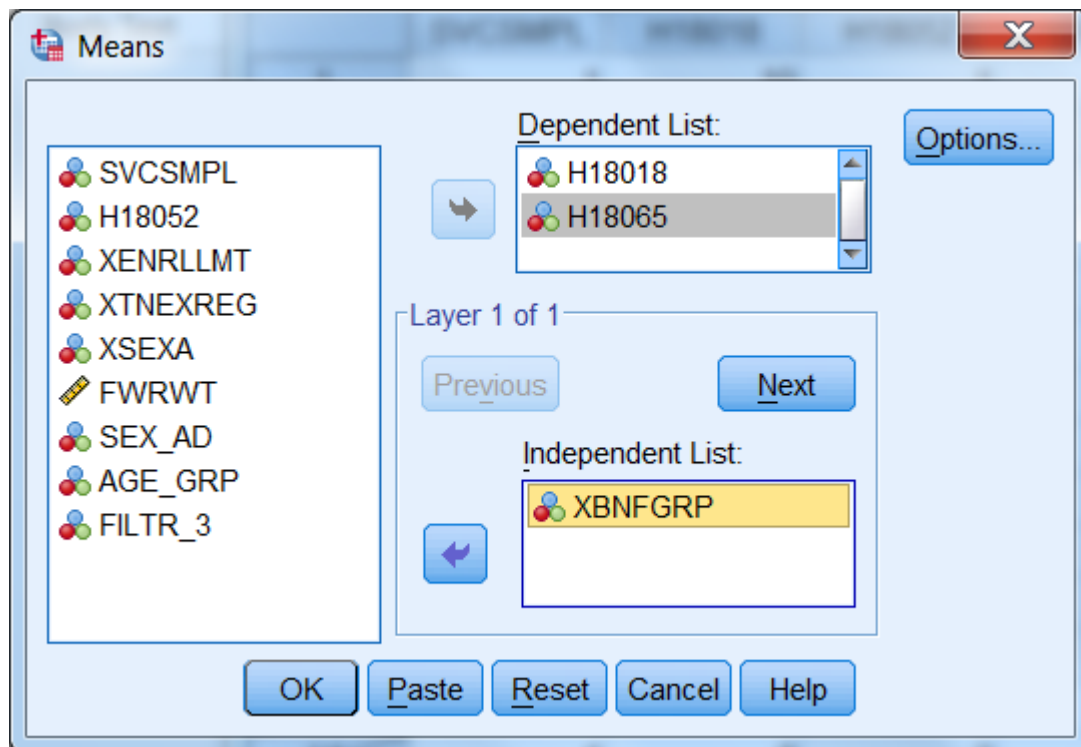 Means
SVCSMPL
H18052
XENRLLMT
XTNEXREG
XSEXA
FWRWT
SEX_AD
AGE_GRP
FILTR_3
Dependent List:
H18018
H18065
Options...
Layer 1 of 1
Previous
Next
Independent List:
XBNFGRP
OK
Paste
Reset
Cancel
Help